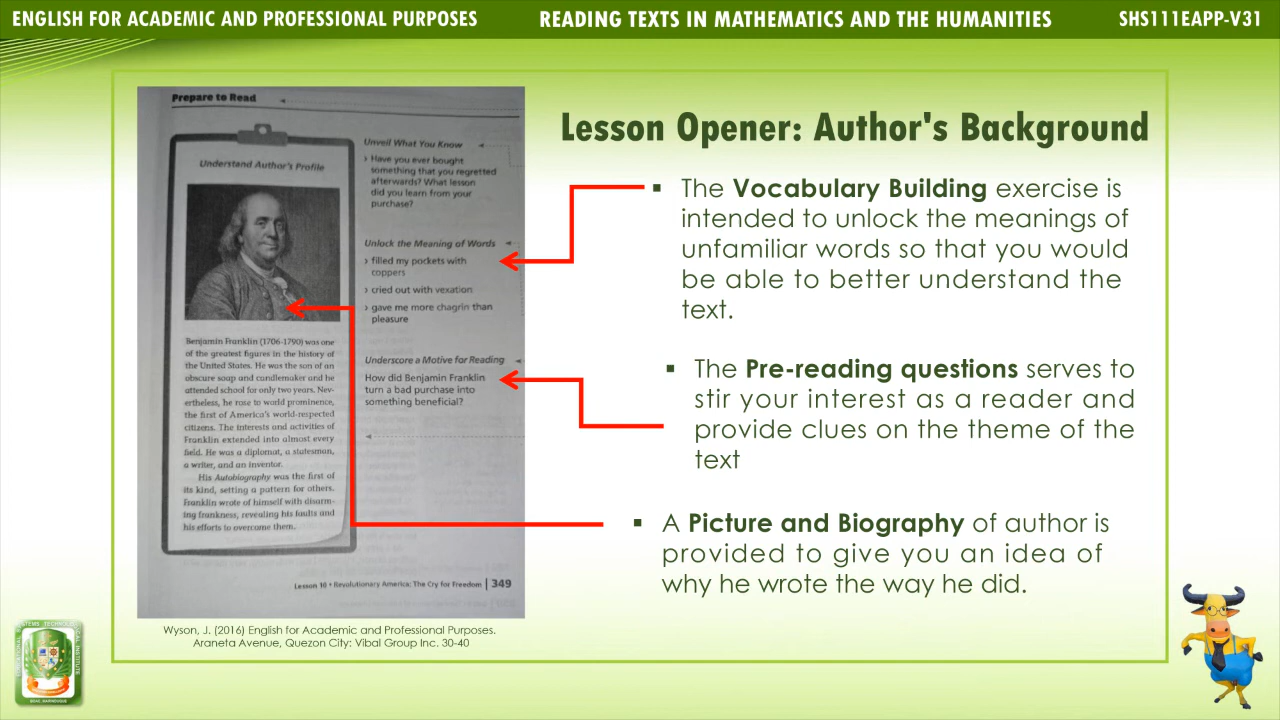 ENGLISH FOR ACADEMIC AND PROFESSIONAL PURPOSES
READING TEXTS IN MATHEMATICS AND THE HUMANITIES
SHS111EAPP-V31
Prepare to Read
Understand Author's Profile
Benjamin Franklin (1706-1790) was one
of the greatest figures in the history of
the United States. He was the son of an
obscure soap and candlemaker and he
attended school for only two years. Nev-
ertheless, he rose to world prominence,
the first of America's world-respected
citizens. The interests and activities of
Franklin extended into almost every
field. He was a diplomat, a statesman,
a writer, and an inventor.
His Autobiography was the first of
its kind, setting a pattern for others.
Franklin wrote of himself with disarm-
ing frankness, revealing his faults and
his efforts to overcome them.
Unveil What You Know
› Have you ever bought
something that you regretted
afterwards? What lesson
did you learn from your
purchase?
Unlock the Meaning of Words
› filled my pockets with
coppers
› cried out with vexation
› gave me more chagrin than
pleasure
Underscore a Motive for Reading
How did Benjamin Franklin
turn a bad purchase into
something beneficial?
Lesson 18 • Revolutionary America: The Cry for Freedom | 349
Wyson, J. (2016) English for Academic and Professional Purposes.
Araneta Avenue, Quezon City: Vibal Group Inc. 30-40
Lesson Opener: Author's Background
▪ The Vocabulary Building exercise is
intended to unlock the meanings of
unfamiliar words so that you would
be able to better understand the
text.
▪ The Pre-reading questions serves to
stir your interest as a reader and
provide clues on the theme of the
text
▪ A Picture and Biography of author is
provided to give you an idea of
why he wrote the way he did.